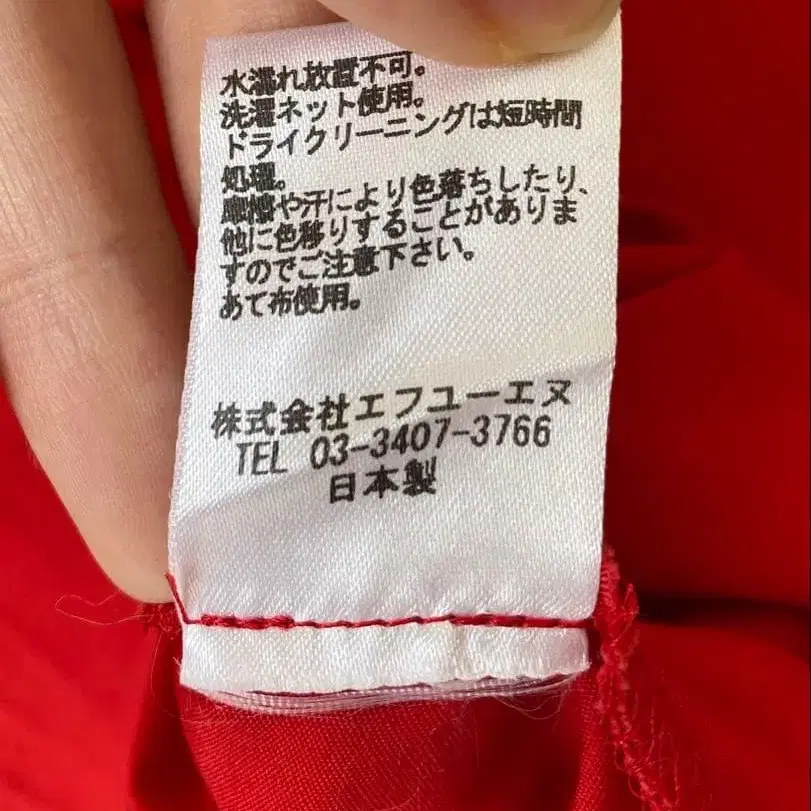 水濡れ放置不可。
洗濯ネット使用。
ドライクリーニングは短時間
処理。
摩擦や汗により色落ちしたり、
他に色移りすることがありま
すのでご注意下さい。
あて布使用。
株式会社エフユーエヌ
TEL 03-3407-3766
日本製